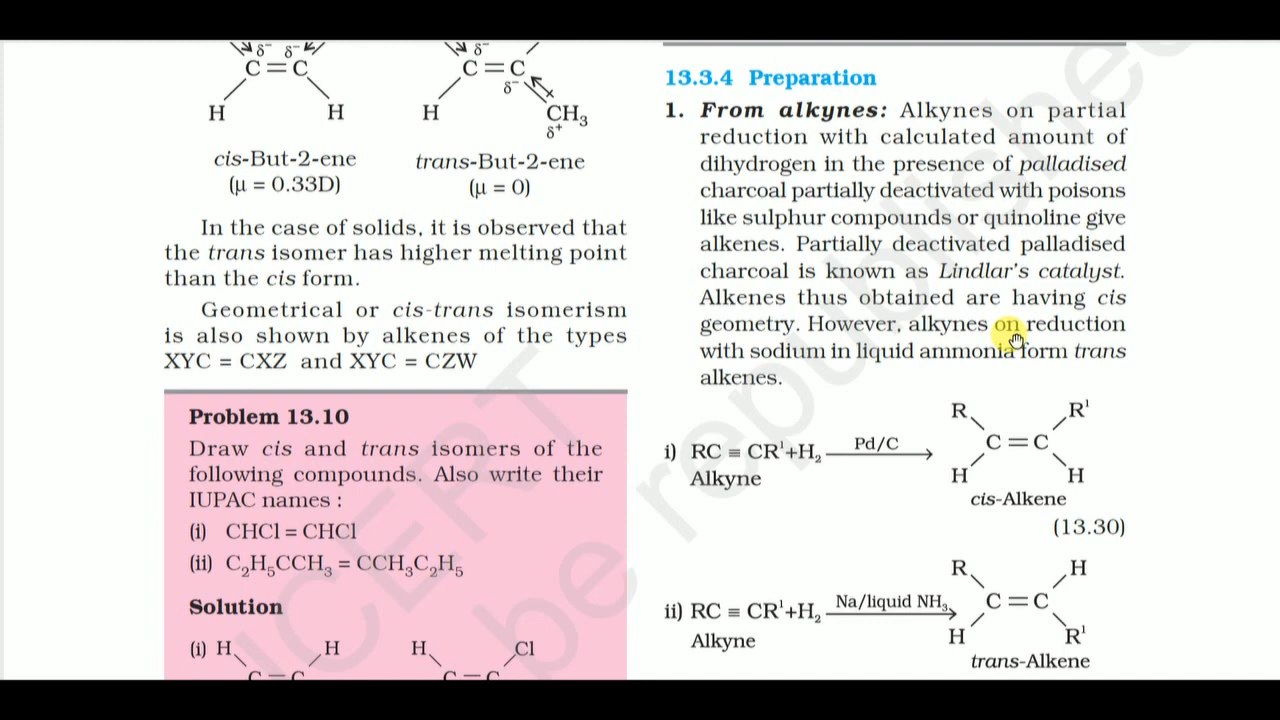 δ⁻ δ⁻
C=C
H H
cis-But-2-ene
(μ = 0.33D)
δ⁻
C=C
δ⁻
H CH₃
δ⁺
trans-But-2-ene
(μ = 0)
In the case of solids, it is observed that
the trans isomer has higher melting point
than the cis form.
Geometrical or cis-trans isomerism
is also shown by alkenes of the types
XYC = CXZ and XYC = CZW
Problem 13.10
Draw cis and trans isomers of the
following compounds. Also write their
IUPAC names :
(i) CHCl = CHCl
(ii) C₂H₅CCH₃ = CCH₃C₂H₅
Solution
(i) H H H Cl
C=C C=C
13.3.4 Preparation
1. From alkynes: Alkynes on partial
reduction with calculated amount of
dihydrogen in the presence of palladised
charcoal partially deactivated with poisons
like sulphur compounds or quinoline give
alkenes. Partially deactivated palladised
charcoal is known as Lindlar's catalyst.
Alkenes thus obtained are having cis
geometry. However, alkynes on reduction
with sodium in liquid ammonia form trans
alkenes.
R R¹
i) RC ≡ CR¹+H₂ Pd/C C=C
Alkyne H H
cis-Alkene
(13.30)
R H
ii) RC ≡ CR¹+H₂ Na/liquid NH₃ C=C
Alkyne H R¹
trans-Alkene
NCERT
be republished